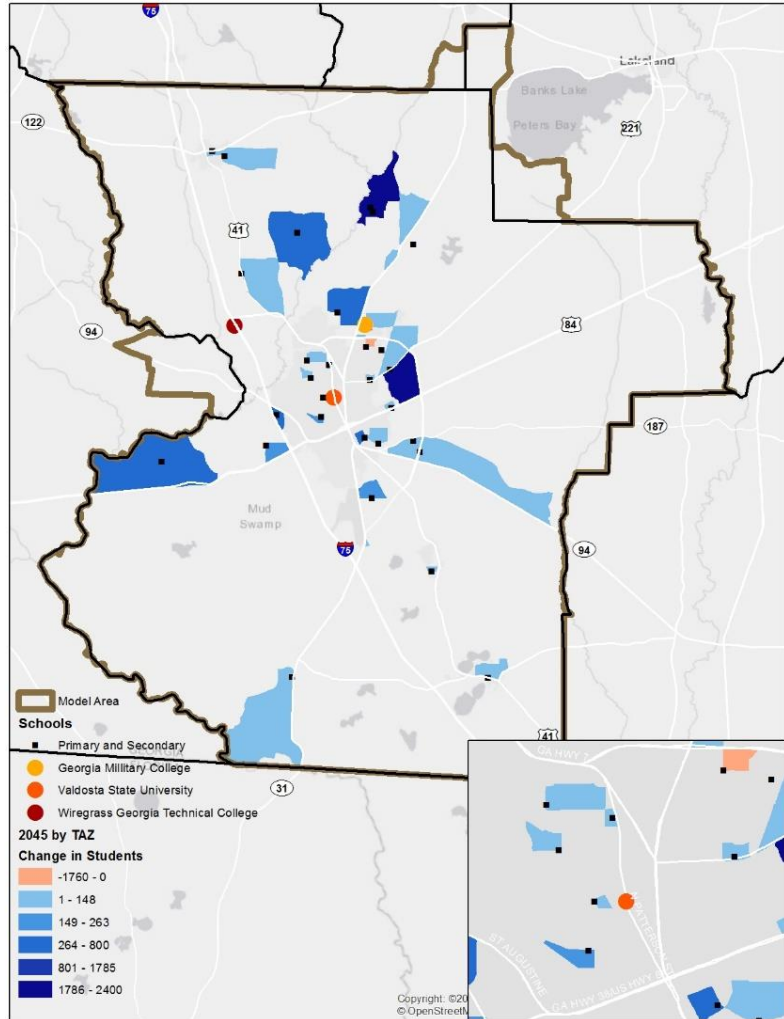 75
Lakeland
Banks Lake
122
Peters Bay
221
41
94
84
187
Mud
Swamp
75
94
Model Area
Schools
Primary and Secondary
GEORGIA
Georgia Military College
Valdosta State University
Wiregrass Georgia Technical College
31
41
2045 by TAZ
Change in Students
-1760 - 0
1 - 148
149 - 263
264 - 800
801 - 1785
1786 - 2400
GA HWY 7
ST AUGUSTINE
Copyright: ©20
© OpenStreetM